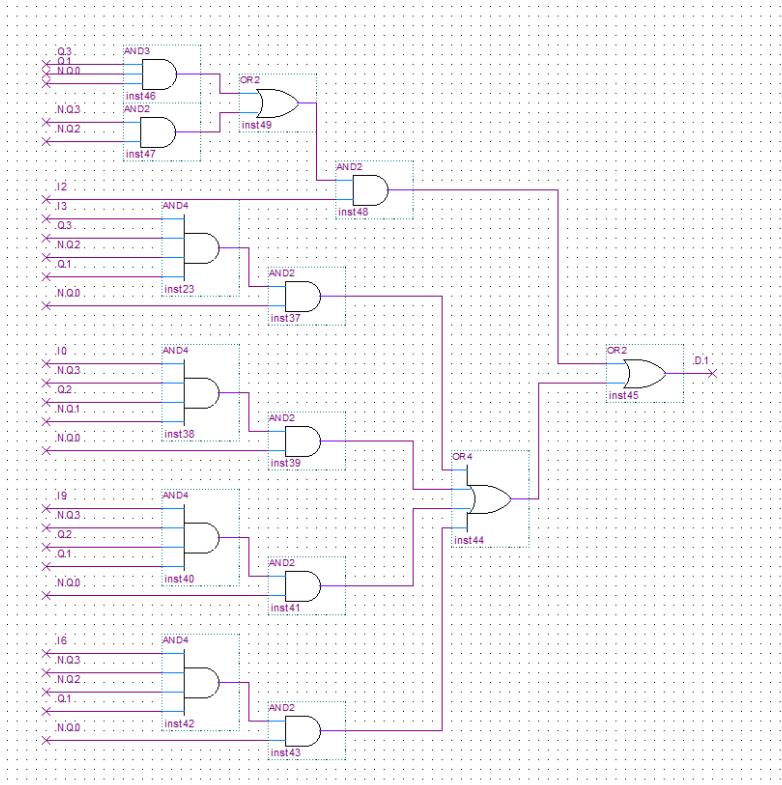 Q.3
Q.1
N.Q.0
AND3
inst46
OR2
inst49
N.Q.3
N.Q.2
AND2
inst47
I2
AND2
inst48
I3
Q.3
N.Q.2
Q.1
AND4
inst23
N.Q.0
AND2
inst37
I0
N.Q.3
Q.2
N.Q.1
AND4
inst38
N.Q.0
AND2
inst39
OR2
inst45
D.1
I9
N.Q.3
Q.2
Q.1
AND4
inst40
N.Q.0
AND2
inst41
OR4
inst44
I6
N.Q.3
N.Q.2
Q.1
AND4
inst42
N.Q.0
AND2
inst43